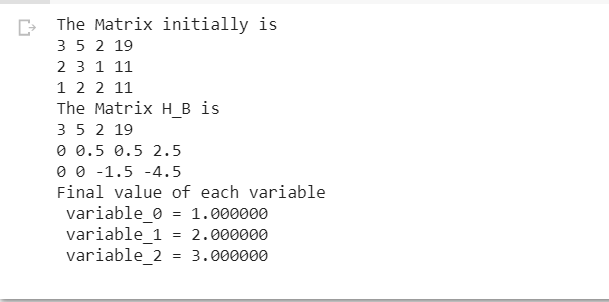 The Matrix initially is
3 5 2 19
2 3 1 11
1 2 2 11
The Matrix H_B is
3 5 2 19
0 0.5 0.5 2.5
0 0 -1.5 -4.5
Final value of each variable
variable_0 = 1.000000
variable_1 = 2.000000
variable_2 = 3.000000